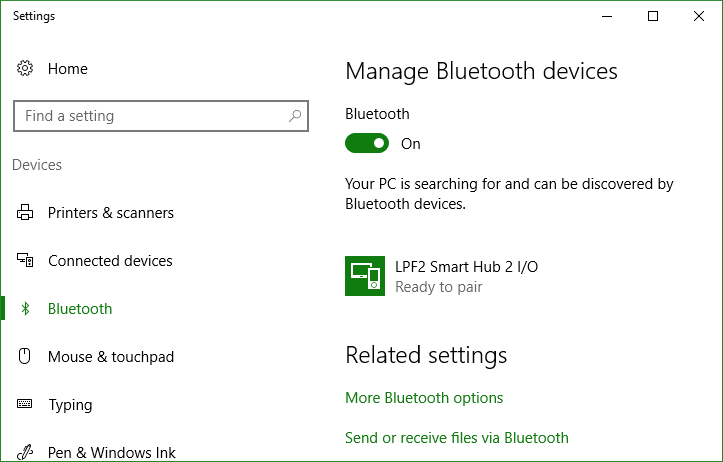 Settings
Home
Find a setting
Devices
Printers & scanners
Connected devices
Bluetooth
Mouse & touchpad
Typing
Pen & Windows Ink
Manage Bluetooth devices
Bluetooth
On
Your PC is searching for and can be discovered by
Bluetooth devices.
LPF2 Smart Hub 2 I/O
Ready to pair
Related settings
More Bluetooth options
Send or receive files via Bluetooth